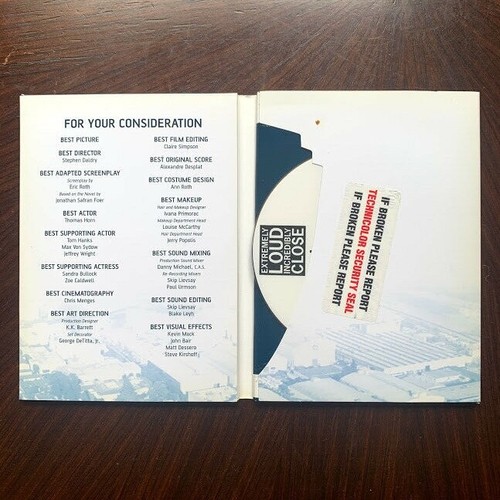 FOR YOUR CONSIDERATION
BEST PICTURE
BEST DIRECTOR
Stephen Daldry
BEST ADAPTED SCREENPLAY
Screenplay by
Eric Roth
Based on the Novel by
Jonathan Safran Foer
BEST ACTOR
Thomas Horn
BEST SUPPORTING ACTOR
Tom Hanks
Max Von Sydow
Jeffrey Wright
BEST SUPPORTING ACTRESS
Sandra Bullock
Zoe Caldwell
BEST CINEMATOGRAPHY
Chris Menges
BEST ART DIRECTION
Production Designer
K.K. Barrett
Set Decorator
George DeTitta, Jr.
BEST FILM EDITING
Claire Simpson
BEST ORIGINAL SCORE
Alexandre Desplat
BEST COSTUME DESIGN
Ann Roth
BEST MAKEUP
Hair and Makeup Designer
Ivana Primorac
Makeup Department Head
Louise McCarthy
Hair Department Head
Jerry Popolis
BEST SOUND MIXING
Production Sound Mixer
Danny Michael, C.A.S.
Re-Recording Mixers
Skip Lievsay
Paul Urmson
BEST SOUND EDITING
Skip Lievsay
Blake Leyh
BEST VISUAL EFFECTS
Kevin Mack
John Bair
Matt Dessero
Steve Kirshoff
EXTREMELY
LOUD
INCREDIBLY
CLOSE
IF BROKEN PLEASE REPORT
TECHNICOLOR SECURITY SEAL
IF BROKEN PLEASE REPORT